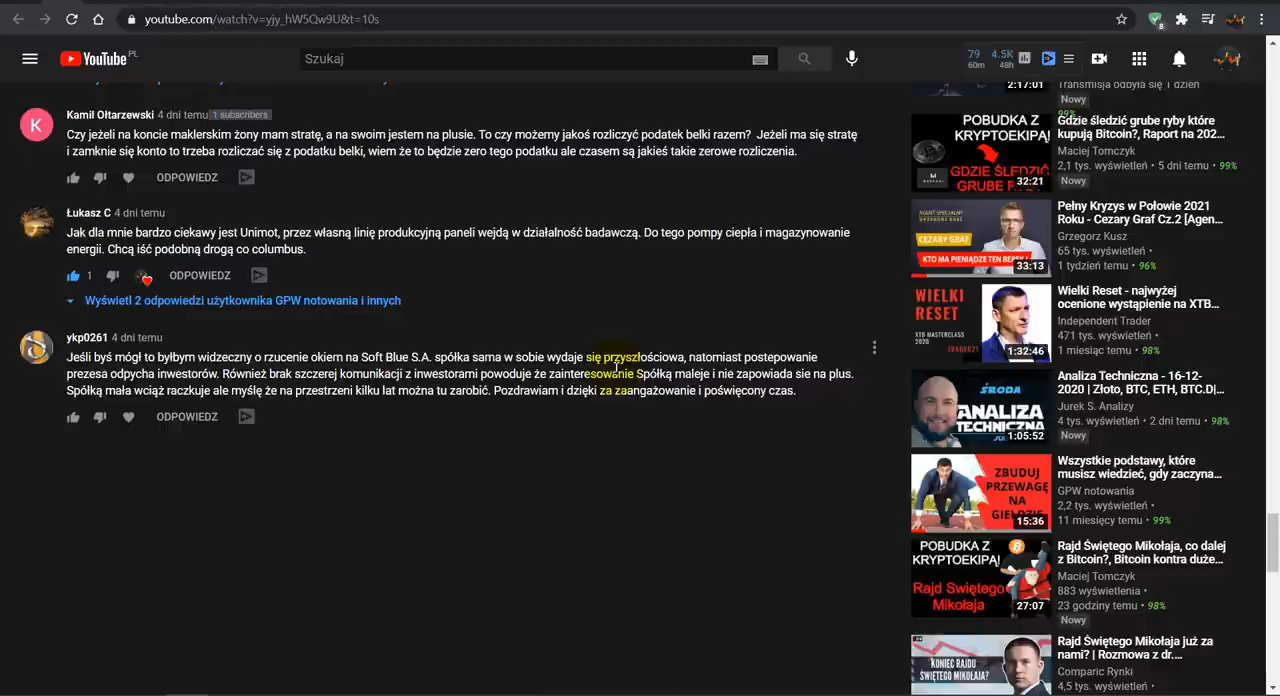 youtube.com/watch?v=yjy_hW5Qw9U&t=10s
8
YouTube PL
Szukaj
79
60m
4.5K
48h
Kamil Ołtarzewski 4 dni temu 1 subscribers
K
Czy jeżeli na koncie maklerskim żony mam stratę, a na swoim jestem na plusie. To czy możemy jakoś rozliczyć podatek belki razem? Jeżeli ma się stratę
i zamknie się konto to trzeba rozliczać się z podatku belki, wiem że to będzie zero tego podatku ale czasem są jakieś takie zerowe rozliczenia.
ODPOWIEDZ
Łukasz C 4 dni temu
Jak dla mnie bardzo ciekawy jest Unimot, przez własną linię produkcyjną paneli wejdą w działalność badawczą. Do tego pompy ciepła i magazynowanie
energii. Chcą iść podobną drogą co columbus.
1 ODPOWIEDZ
Wyświetl 2 odpowiedzi użytkownika GPW notowania i innych
ykp0261 4 dni temu
Jeśli byś mógł to byłbym widzeczny o rzucenie okiem na Soft Blue S.A. spółka sama w sobie wydaje się przyszłościowa, natomiast postępowanie
prezesa odpycha inwestorów. Również brak szczerej komunikacji z inwestorami powoduje że zainteresowanie Spółką maleje i nie zapowiada sie na plus.
Spółką mała wciąż raczkuje ale myślę że na przestrzeni kilku lat można tu zarobić. Pozdrawiam i dzięki za zaangażowanie i poświęcony czas.
ODPOWIEDZ
2:17:01
Transmisja odbyła się 1 dzień
Nowy
99%
POBUDKA Z
KRYPTOEKIPĄ!
GDZIE ŚLEDZIĆ
GRUBE RYBY
32:21
Gdzie śledzić grube ryby które
kupują Bitcoin?, Raport na 202...
Maciej Tomczyk
2,1 tys. wyświetleń • 5 dni temu • 99%
Nowy
AGENT SPECJALNY
GRZEGORZ KUSZ
CEZARY GRAF
KTO MA PIENIĄDZE TEN BĘDZIE
33:13
Pełny Kryzys w Połowie 2021
Roku - Cezary Graf Cz.2 [Agen...
Grzegorz Kusz
65 tys. wyświetleń •
1 tydzień temu • 96%
WIELKI
RESET
XTB MASTERCLASS
2020
TRADER21
1:32:46
Wielki Reset - najwyżej
ocenione wystąpienie na XTB...
Independent Trader
471 tys. wyświetleń •
1 miesiąc temu • 98%
ŚRODA
ANALIZA
TECHNICZNA
1:05:52
Analiza Techniczna - 16-12-
2020 | Złoto, BTC, ETH, BTC.D|...
Jurek S. Analizy
4 tys. wyświetleń • 2 dni temu • 98%
Nowy
ZBUDUJ
PRZEWAGĘ
NA
GIEŁDZIE
15:36
Wszystkie podstawy, które
musisz wiedzieć, gdy zaczyna...
GPW notowania
2,2 tys. wyświetleń •
11 miesięcy temu • 99%
POBUDKA Z
KRYPTOEKIPĄ!
Rajd Świętego
Mikołaja
27:07
Rajd Świętego Mikołaja, co dalej
z Bitcoin?, Bitcoin kontra duże...
Maciej Tomczyk
883 wyświetlenia •
23 godziny temu • 98%
Nowy
KONIEC RAJDU
ŚWIĘTEGO MIKOŁAJA?
Rajd Świętego Mikołaja już za
nami? | Rozmowa z dr....
Comparic Rynki
4,5 tys. wyświetleń •